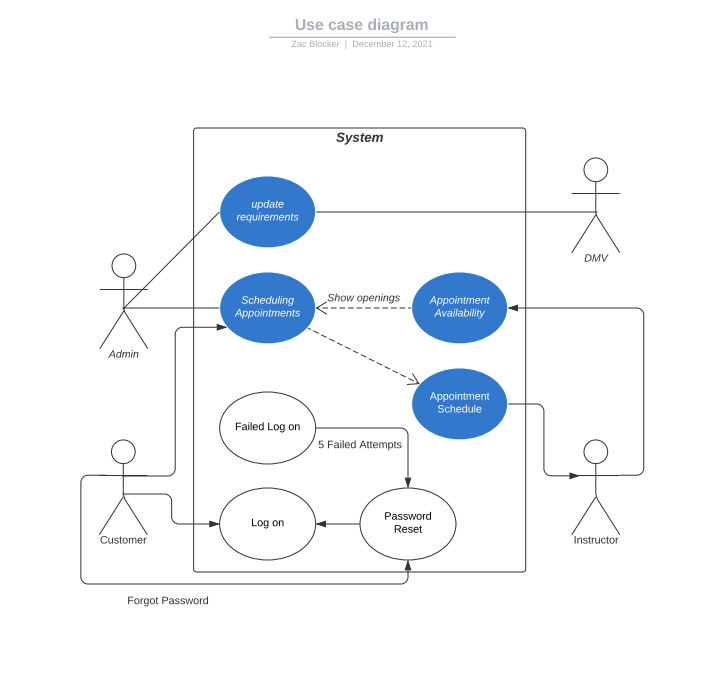 Use case diagram
Zac Blocker | December 12, 2021
System
update
requirements
DMV
Scheduling
Appointments
Show openings
Appointment
Availability
Admin
Appointment
Schedule
Failed Log on
5 Failed Attempts
Log on
Password
Reset
Customer
Instructor
Forgot Password